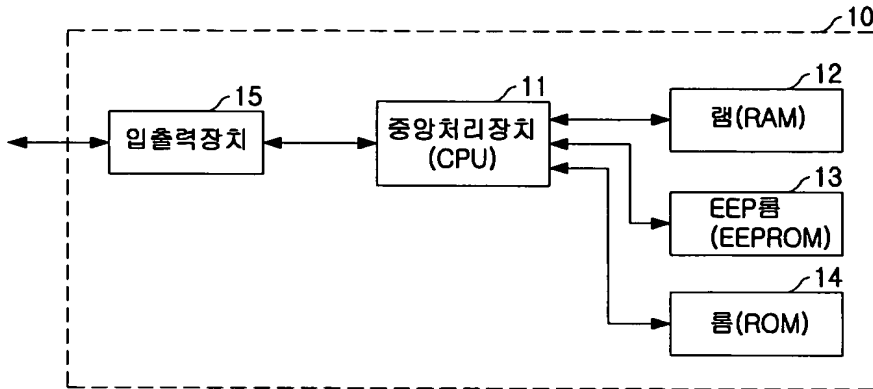 10
15
입출력장치
11
중앙처리장치
(CPU)
12
램(RAM)
13
EEP롬
(EEPROM)
14
롬(ROM)